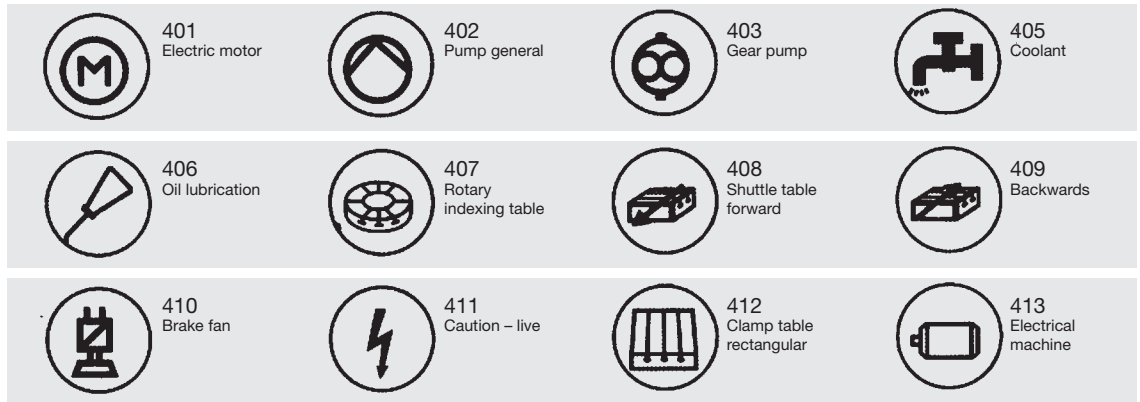 401
Electric motor
402
Pump general
403
Gear pump
405
Coolant
M
406
Oil lubrication
407
Rotary
indexing table
408
Shuttle table
forward
409
Backwards
410
Brake fan
411
Caution – live
412
Clamp table
rectangular
413
Electrical
machine